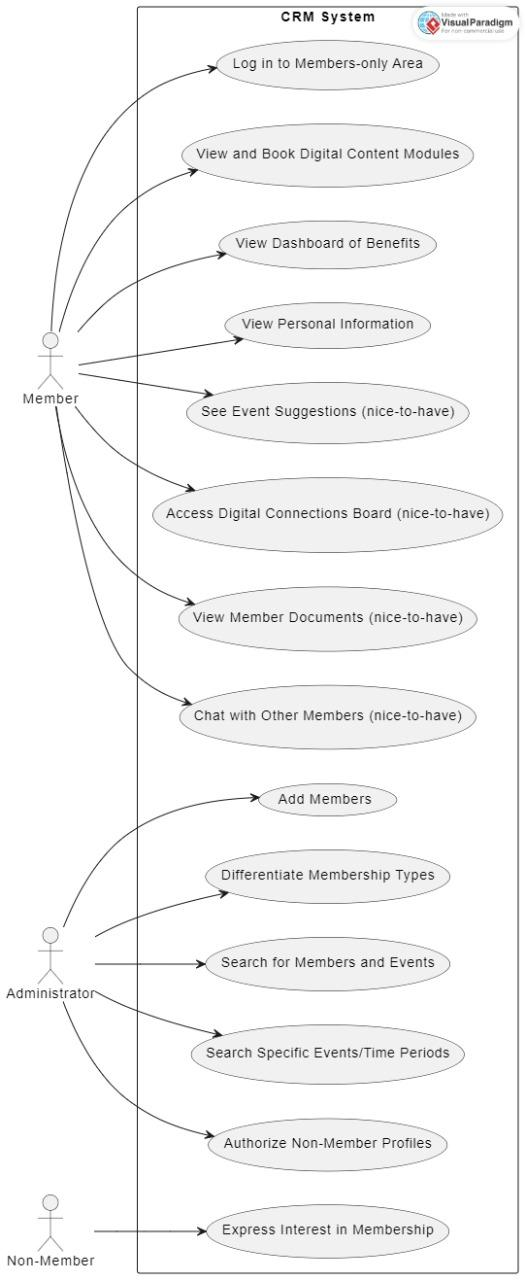 CRM System
Made with
Visual Paradigm
For non-commercial use
Log in to Members-only Area
View and Book Digital Content Modules
View Dashboard of Benefits
View Personal Information
Member
See Event Suggestions (nice-to-have)
Access Digital Connections Board (nice-to-have)
View Member Documents (nice-to-have)
Chat with Other Members (nice-to-have)
Add Members
Differentiate Membership Types
Search for Members and Events
Administrator
Search Specific Events/Time Periods
Authorize Non-Member Profiles
Express Interest in Membership
Non-Member